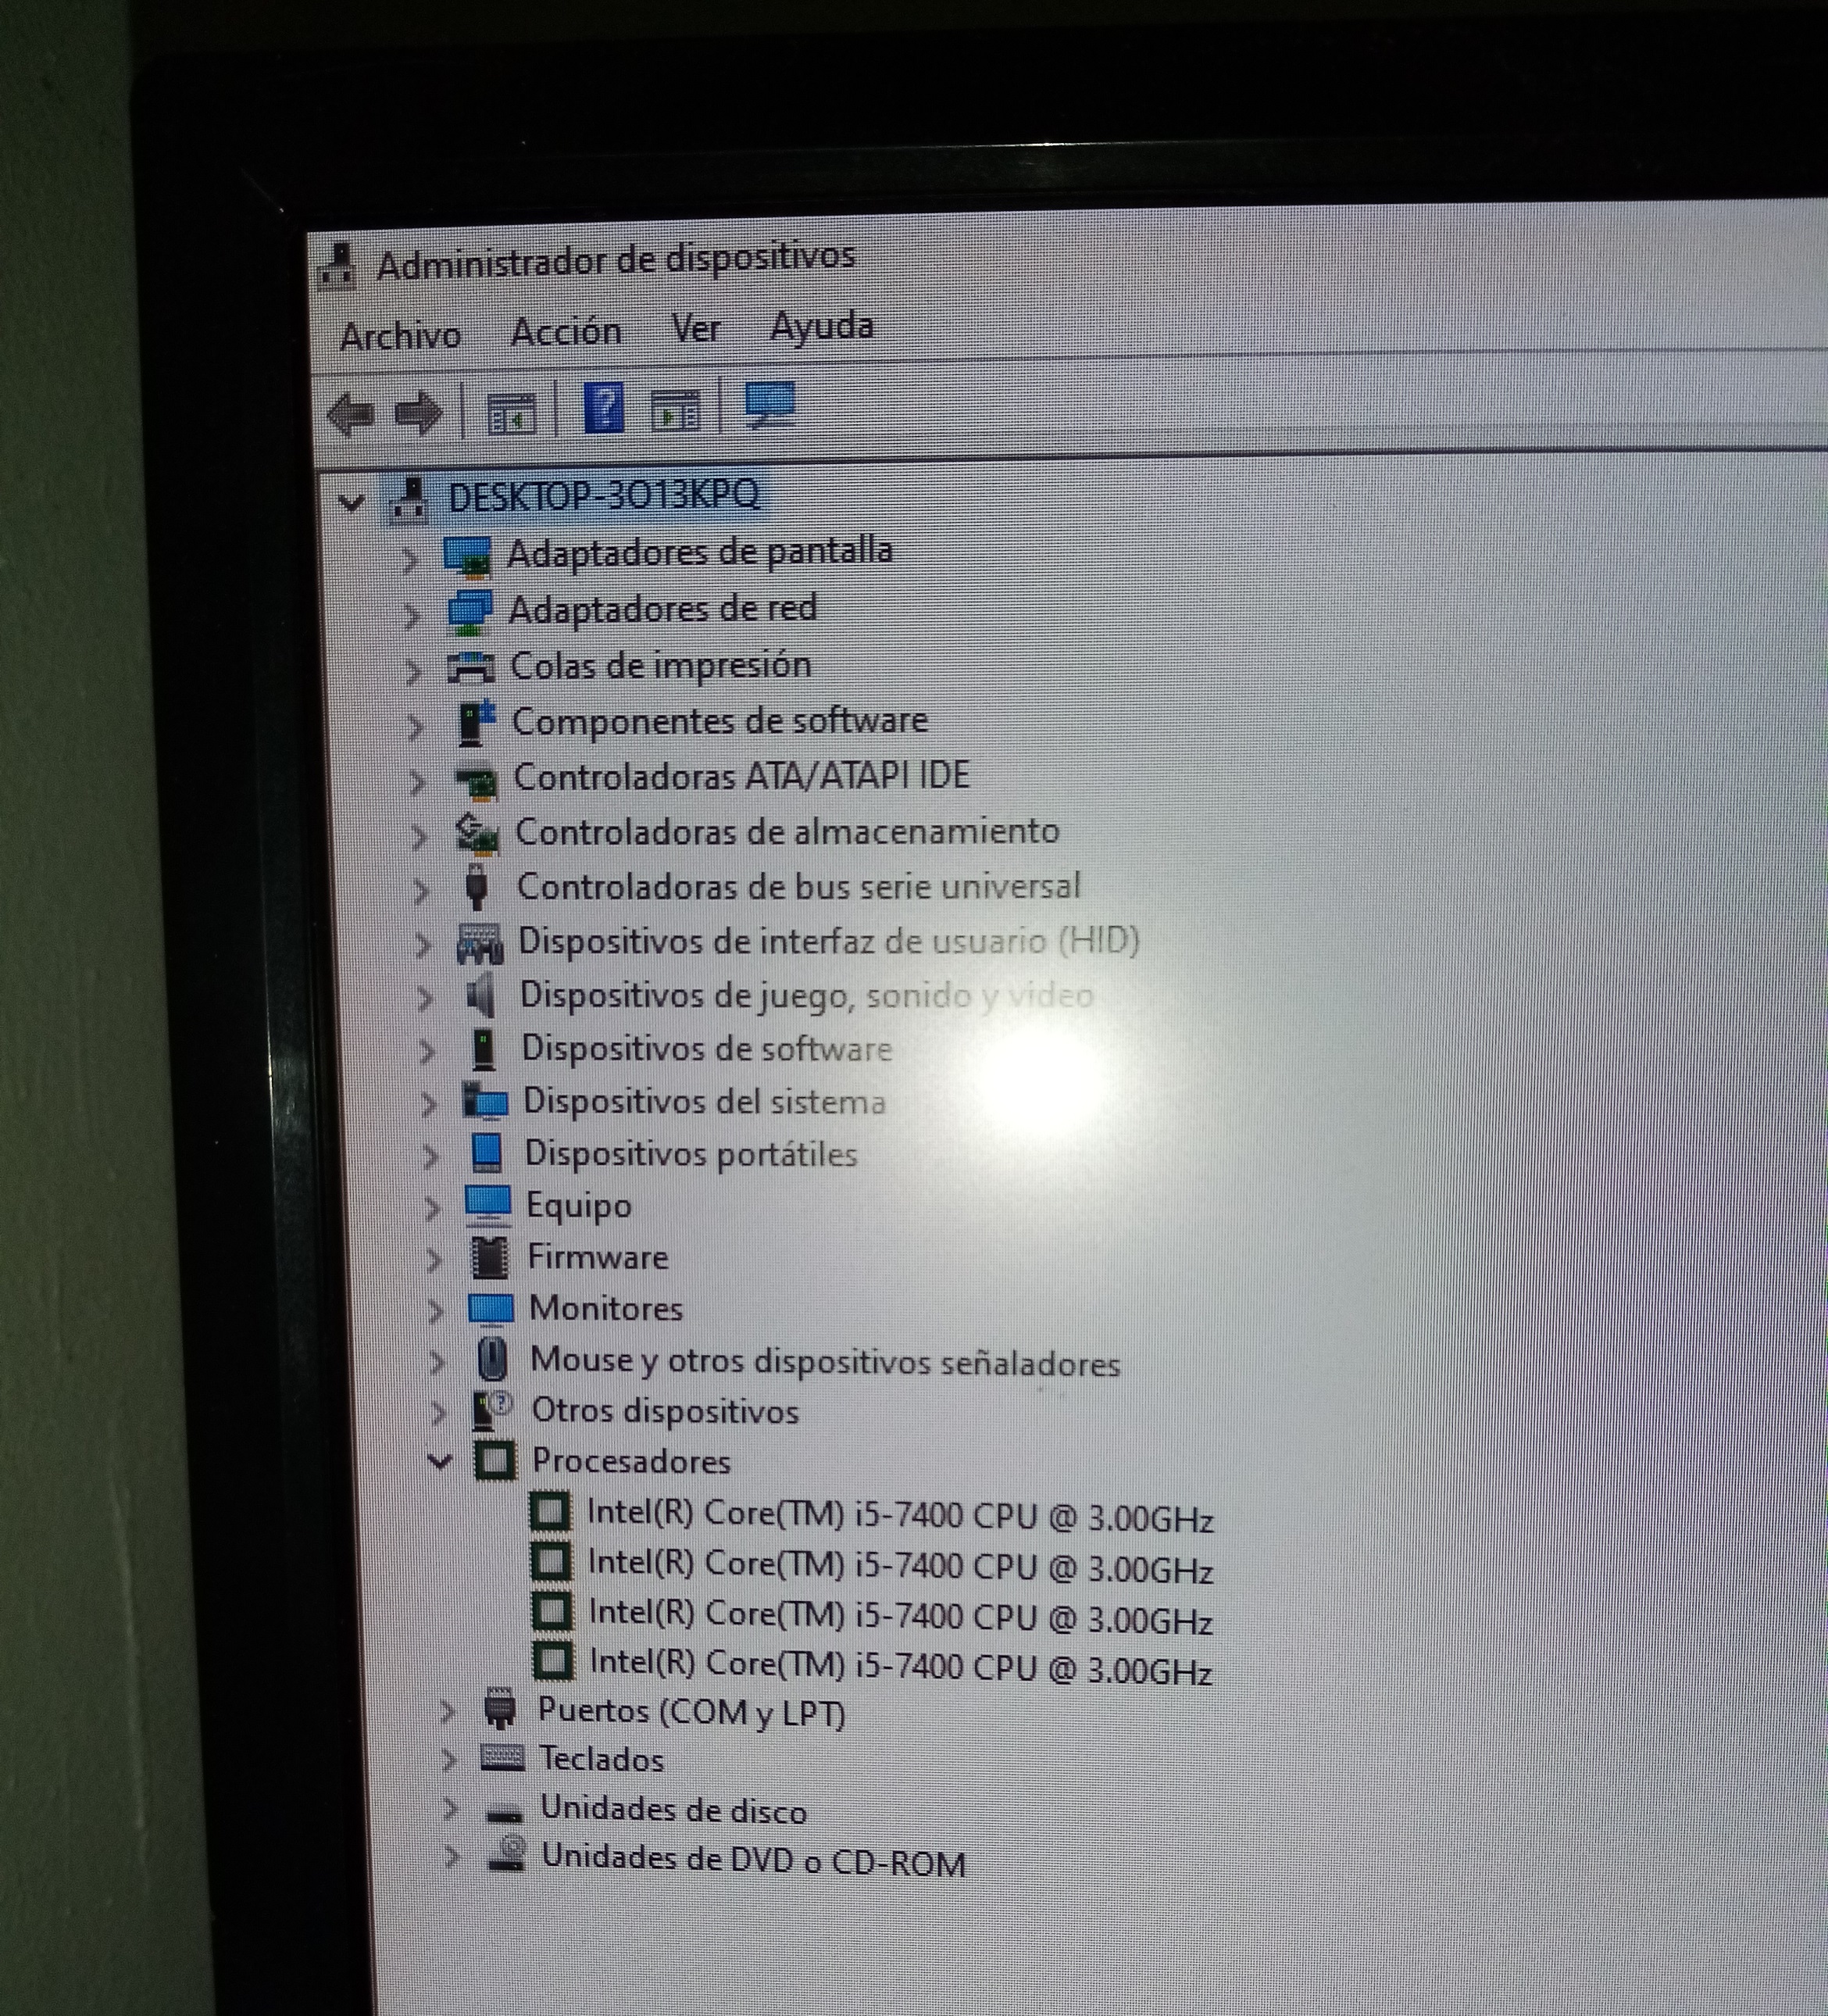 Administrador de dispositivos
Archivo Acción Ver Ayuda
DESKTOP-3O13KPQ
Adaptadores de pantalla
Adaptadores de red
Colas de impresión
Componentes de software
Controladoras ATA/ATAPI IDE
Controladoras de almacenamiento
Controladoras de bus serie universal
Dispositivos de interfaz de usuario (HID)
Dispositivos de juego, sonido y video
Dispositivos de software
Dispositivos del sistema
Dispositivos portátiles
Equipo
Firmware
Monitores
Mouse y otros dispositivos señaladores
Otros dispositivos
Procesadores
Intel(R) Core(TM) i5-7400 CPU @ 3.00GHz
Intel(R) Core(TM) i5-7400 CPU @ 3.00GHz
Intel(R) Core(TM) i5-7400 CPU @ 3.00GHz
Intel(R) Core(TM) i5-7400 CPU @ 3.00GHz
Puertos (COM y LPT)
Teclados
Unidades de disco
Unidades de DVD o CD-ROM